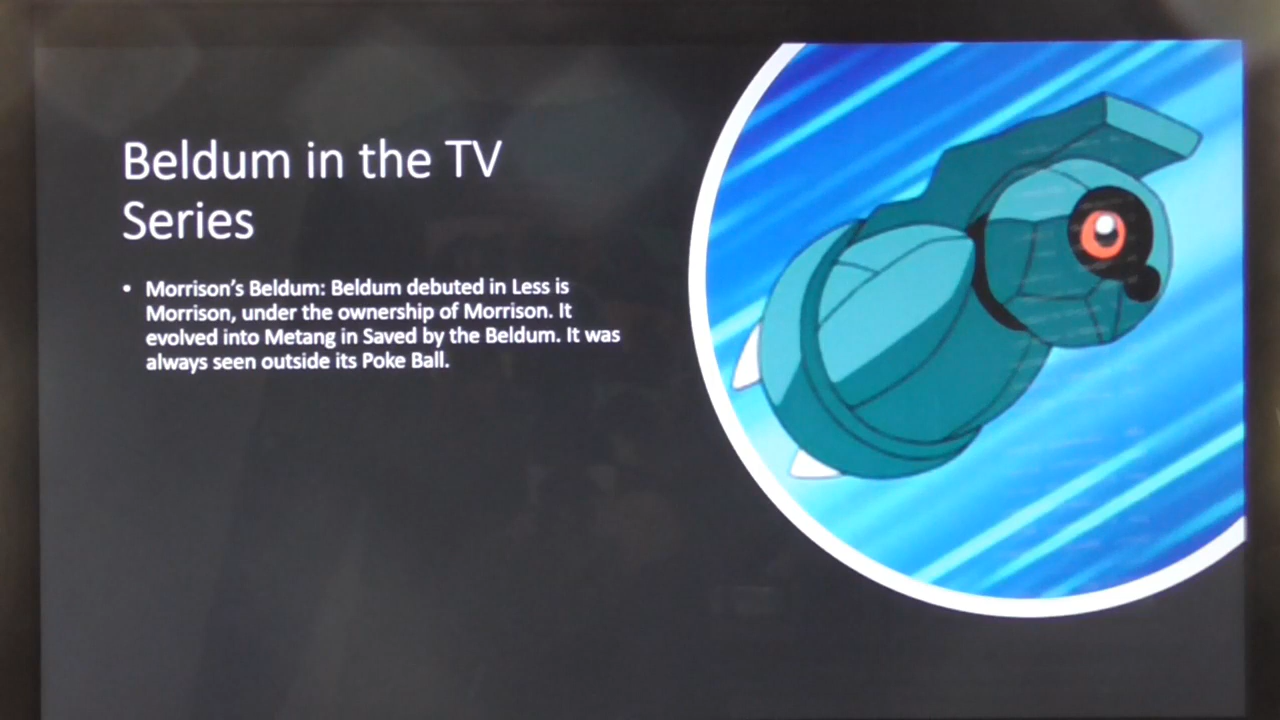 Beldum in the TV
Series
• Morrison's Beldum: Beldum debuted in Less is
Morrison, under the ownership of Morrison. It
evolved into Metang in Saved by the Beldum. It was
always seen outside its Poke Ball.